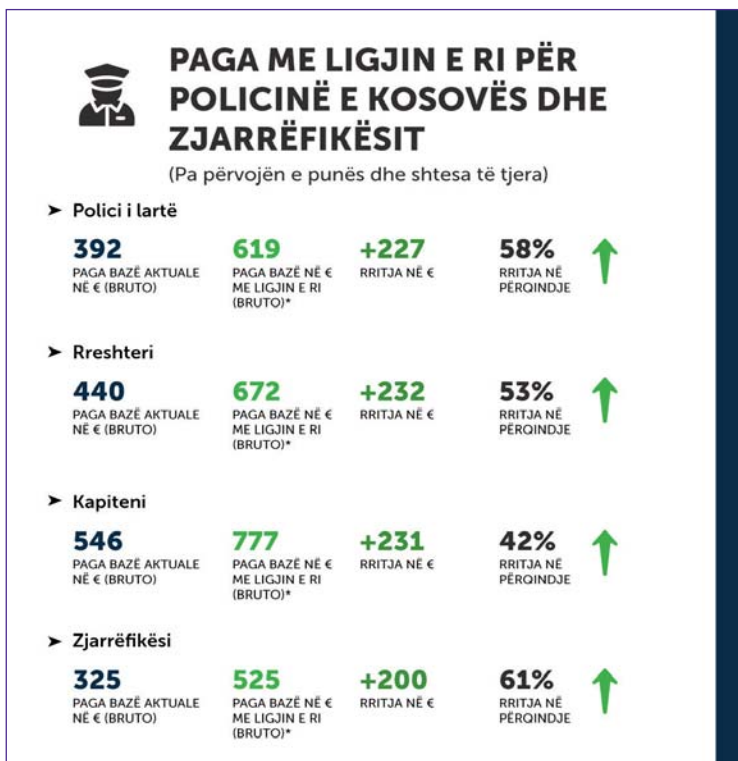 PAGA ME LIGJIN E RI PËR
POLICINË E KOSOVËS DHE
ZJARRËFIKËSIT
(Pa përvojën e punës dhe shtesa të tjera)
➤ Polici i lartë
392 619 +227 58%
PAGA BAZË AKTUALE PAGA BAZË NË € RRITJA NË € RRITJA NË
NË € (BRUTO) ME LIGJIN E RI PËRQINDJE
(BRUTO)*
➤ Rreshteri
440 672 +232 53%
PAGA BAZË AKTUALE PAGA BAZË NË € RRITJA NË € RRITJA NË
NË € (BRUTO) ME LIGJIN E RI PËRQINDJE
(BRUTO)*
➤ Kapiteni
546 777 +231 42%
PAGA BAZË AKTUALE PAGA BAZË NË € RRITJA NË € RRITJA NË
NË € (BRUTO) ME LIGJIN E RI PËRQINDJE
(BRUTO)*
➤ Zjarrëfikësi
325 525 +200 61%
PAGA BAZË AKTUALE PAGA BAZË NË € RRITJA NË € RRITJA NË
NË € (BRUTO) ME LIGJIN E RI PËRQINDJE
(BRUTO)*